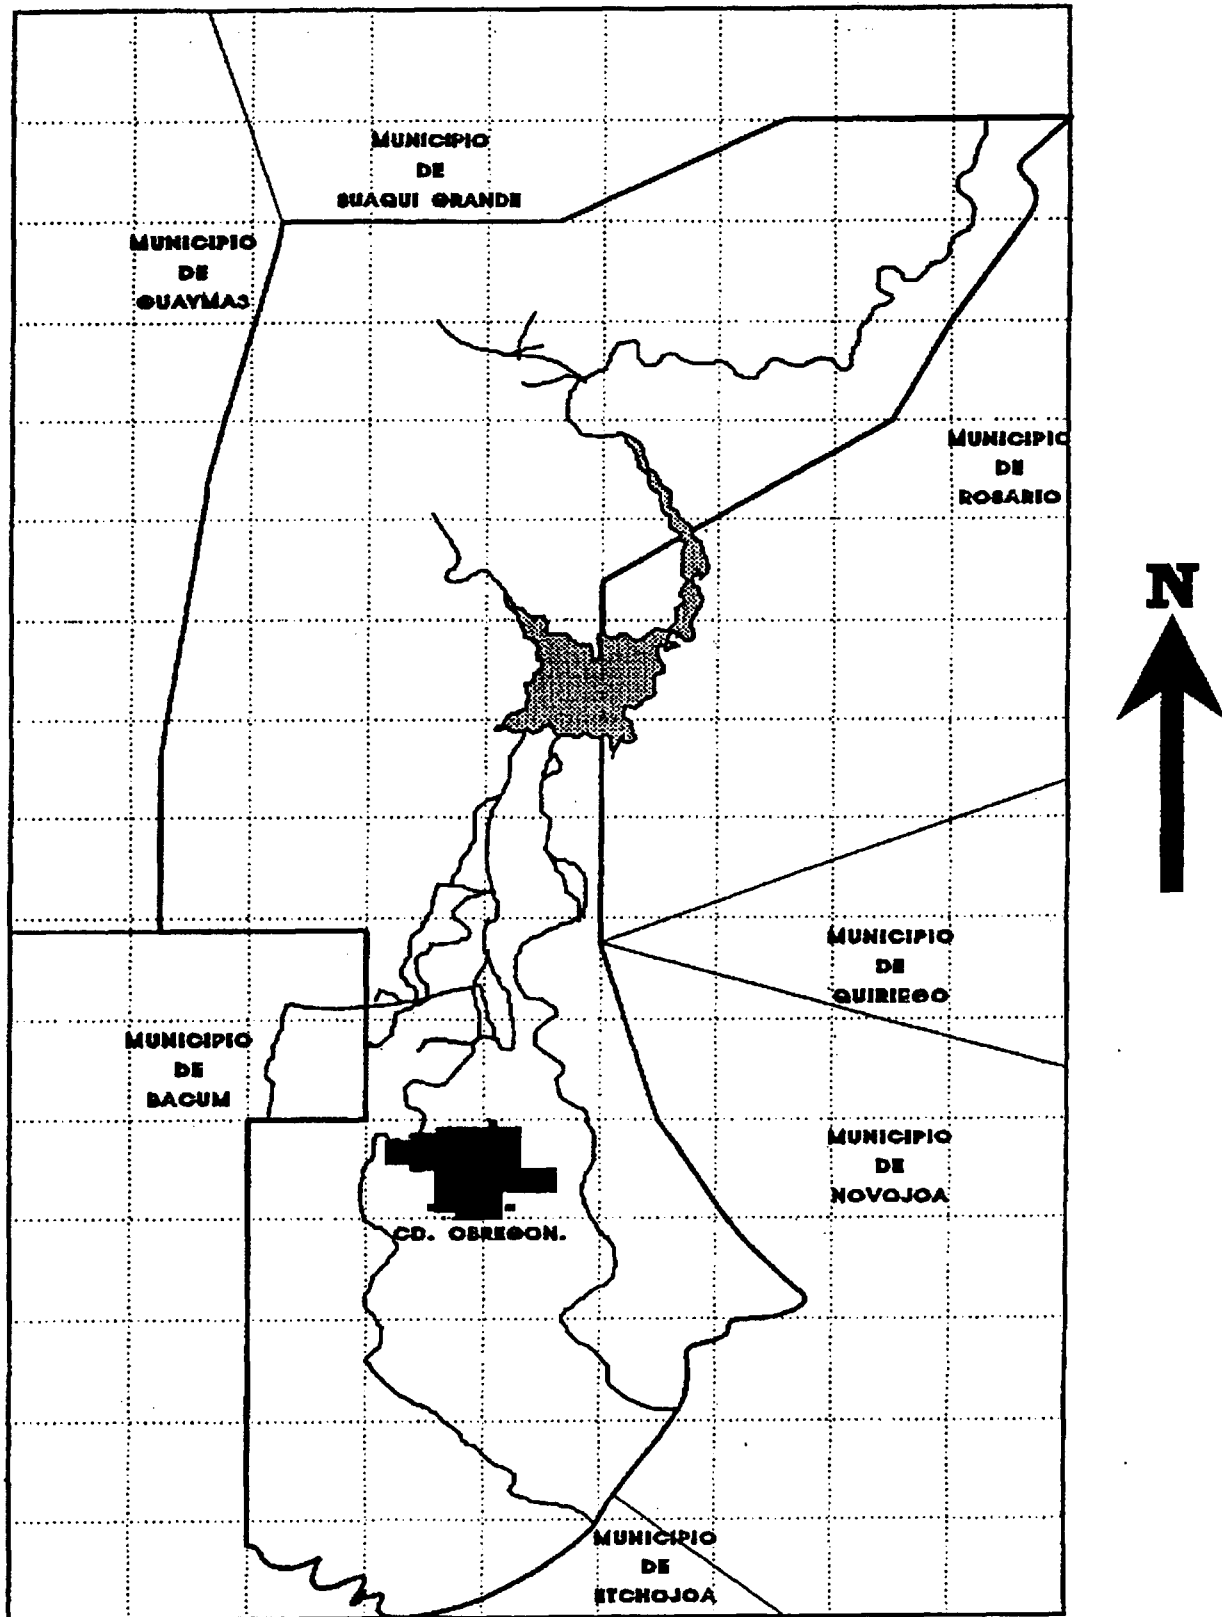 MUNICIPIO
DE
SUAQUI GRANDE
MUNICIPIO
DE
GUAYMAS
MUNICIPIO
DE
ROSARIO
N
MUNICIPIO
DE
QUIRIEGO
MUNICIPIO
DE
BACUM
MUNICIPIO
DE
NOVOJOA
CD. OBREGON.
MUNICIPIO
DE
ETCHOJOA